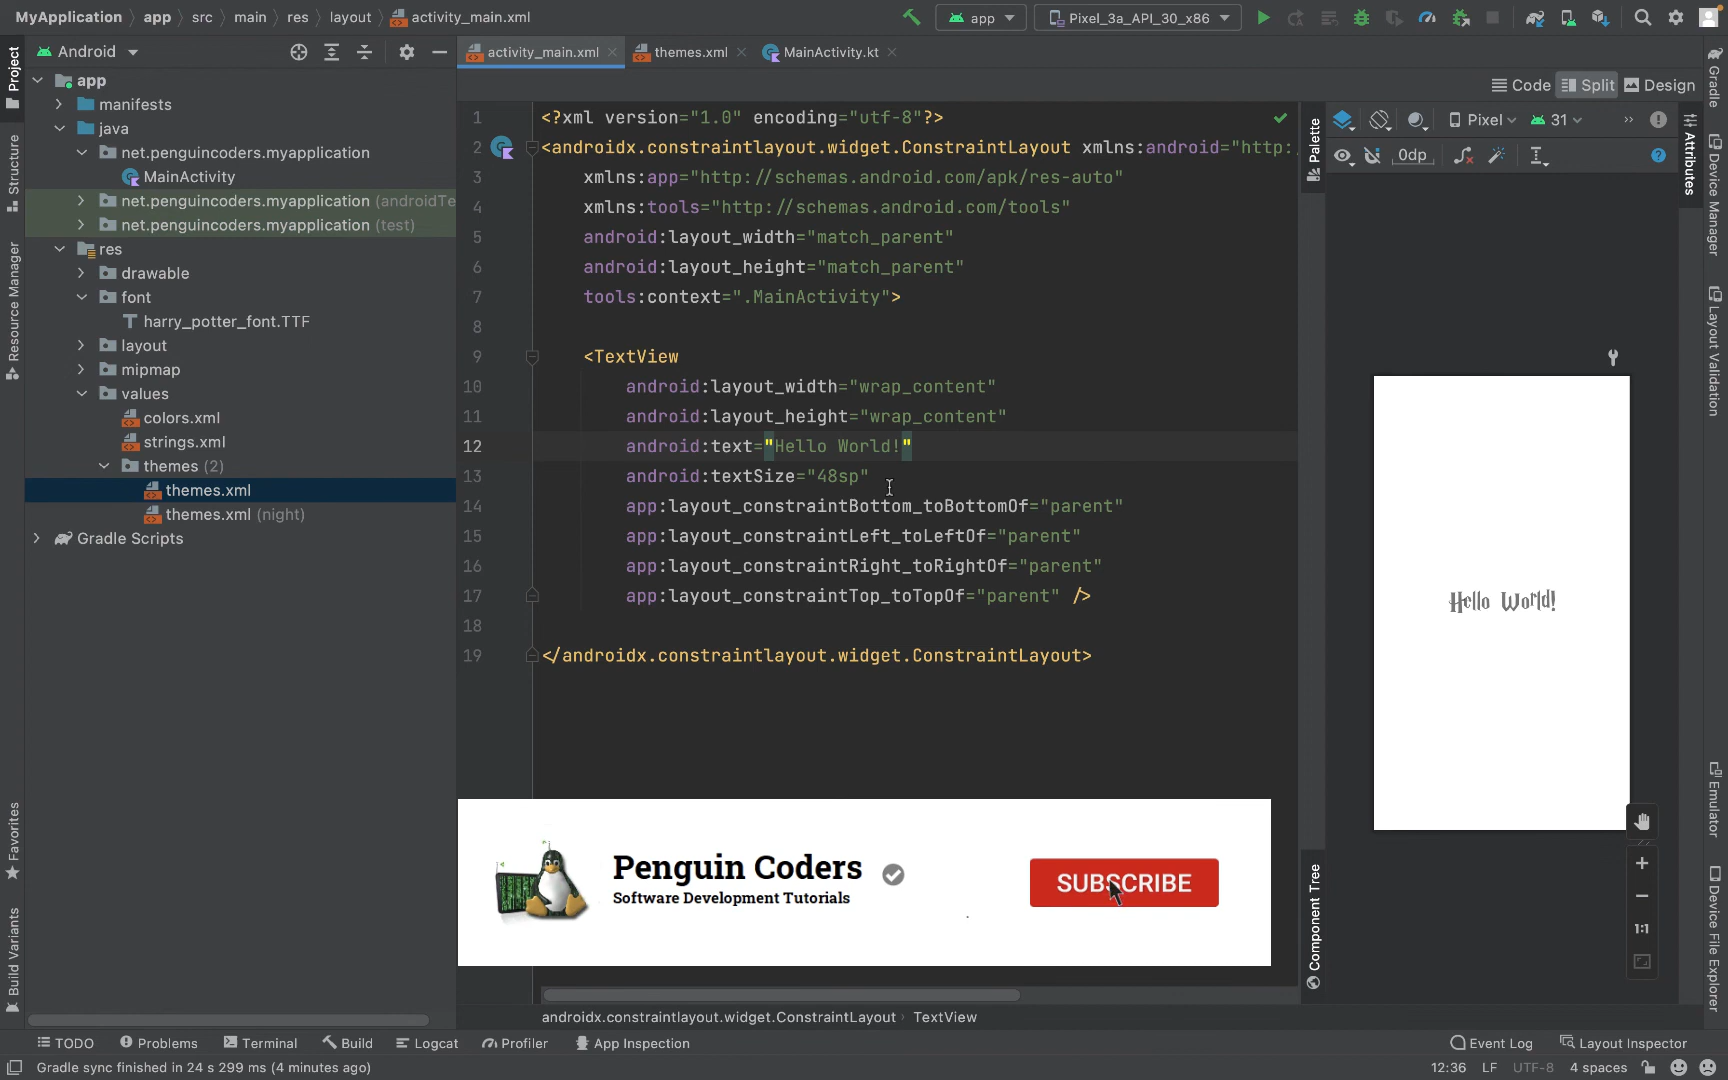 MyApplication app src main res layout activity_main.xml
app Pixel_3a_API_30_x86
Project
Android
activity_main.xml themes.xml MainActivity.kt
Gradle
app
Code Split Design
manifests
java
net.penguincoders.myapplication
MainActivity
net.penguincoders.myapplication (androidTe
net.penguincoders.myapplication (test)
res
drawable
font
harry_potter_font.TTF
layout
mipmap
values
colors.xml
strings.xml
themes (2)
themes.xml
themes.xml (night)
Gradle Scripts
Structure
Resource Manager
Favorites
Build Variants
1 <?xml version="1.0" encoding="utf-8"?>
2 <androidx.constraintlayout.widget.ConstraintLayout xmlns:android="http:
3 xmlns:app="http://schemas.android.com/apk/res-auto"
4 xmlns:tools="http://schemas.android.com/tools"
5 android:layout_width="match_parent"
6 android:layout_height="match_parent"
7 tools:context=".MainActivity">
8
9 <TextView
10 android:layout_width="wrap_content"
11 android:layout_height="wrap_content"
12 android:text="Hello World!"
13 android:textSize="48sp"
14 app:layout_constraintBottom_toBottomOf="parent"
15 app:layout_constraintLeft_toLeftOf="parent"
16 app:layout_constraintRight_toRightOf="parent"
17 app:layout_constraintTop_toTopOf="parent" />
18
19 </androidx.constraintlayout.widget.ConstraintLayout>
Palette
Pixel 31
0dp
Attributes
Device Manager
Layout Validation
Hello World!
Emulator
Device File Explorer
1:1
Component Tree
Penguin Coders
Software Development Tutorials
SUBSCRIBE
androidx.constraintlayout.widget.ConstraintLayout TextView
TODO Problems Terminal Build Logcat Profiler App Inspection Event Log Layout Inspector
Gradle sync finished in 24 s 299 ms (4 minutes ago) 12:36 LF UTF-8 4 spaces